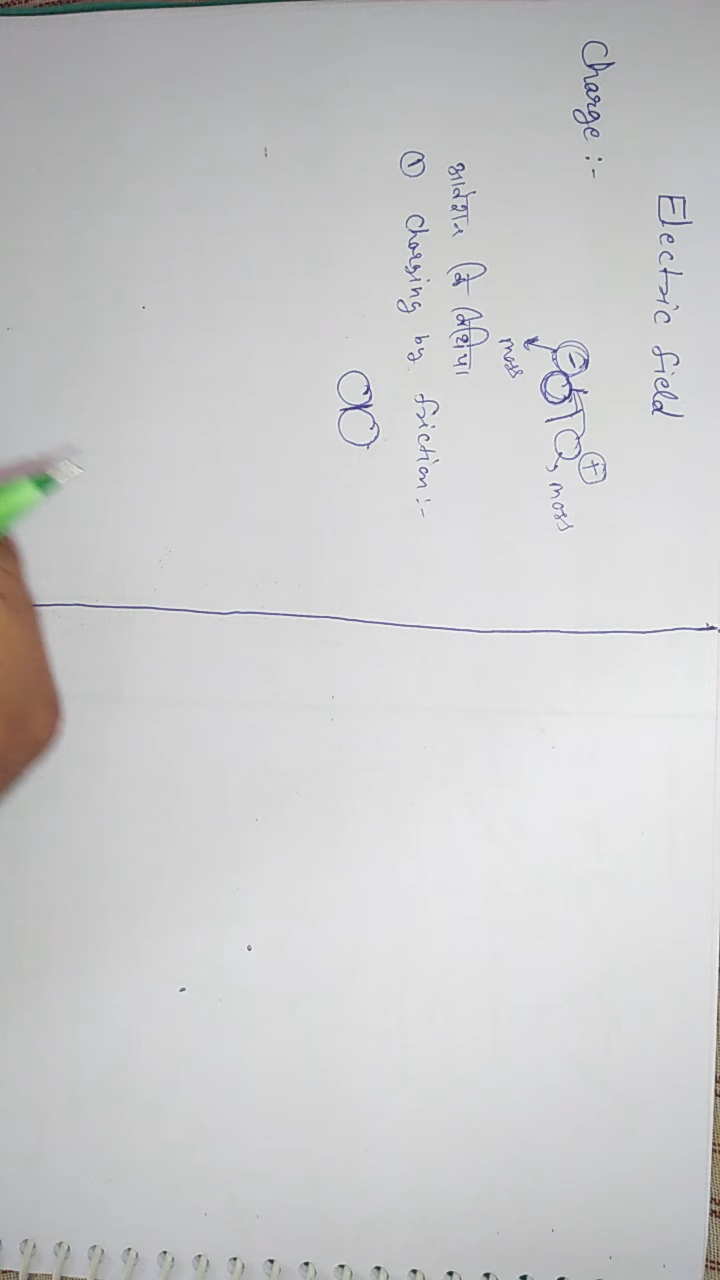 Electric field
Charge :-
- +
mass
mass
आवेशन की विधियां
① Charging by friction :-